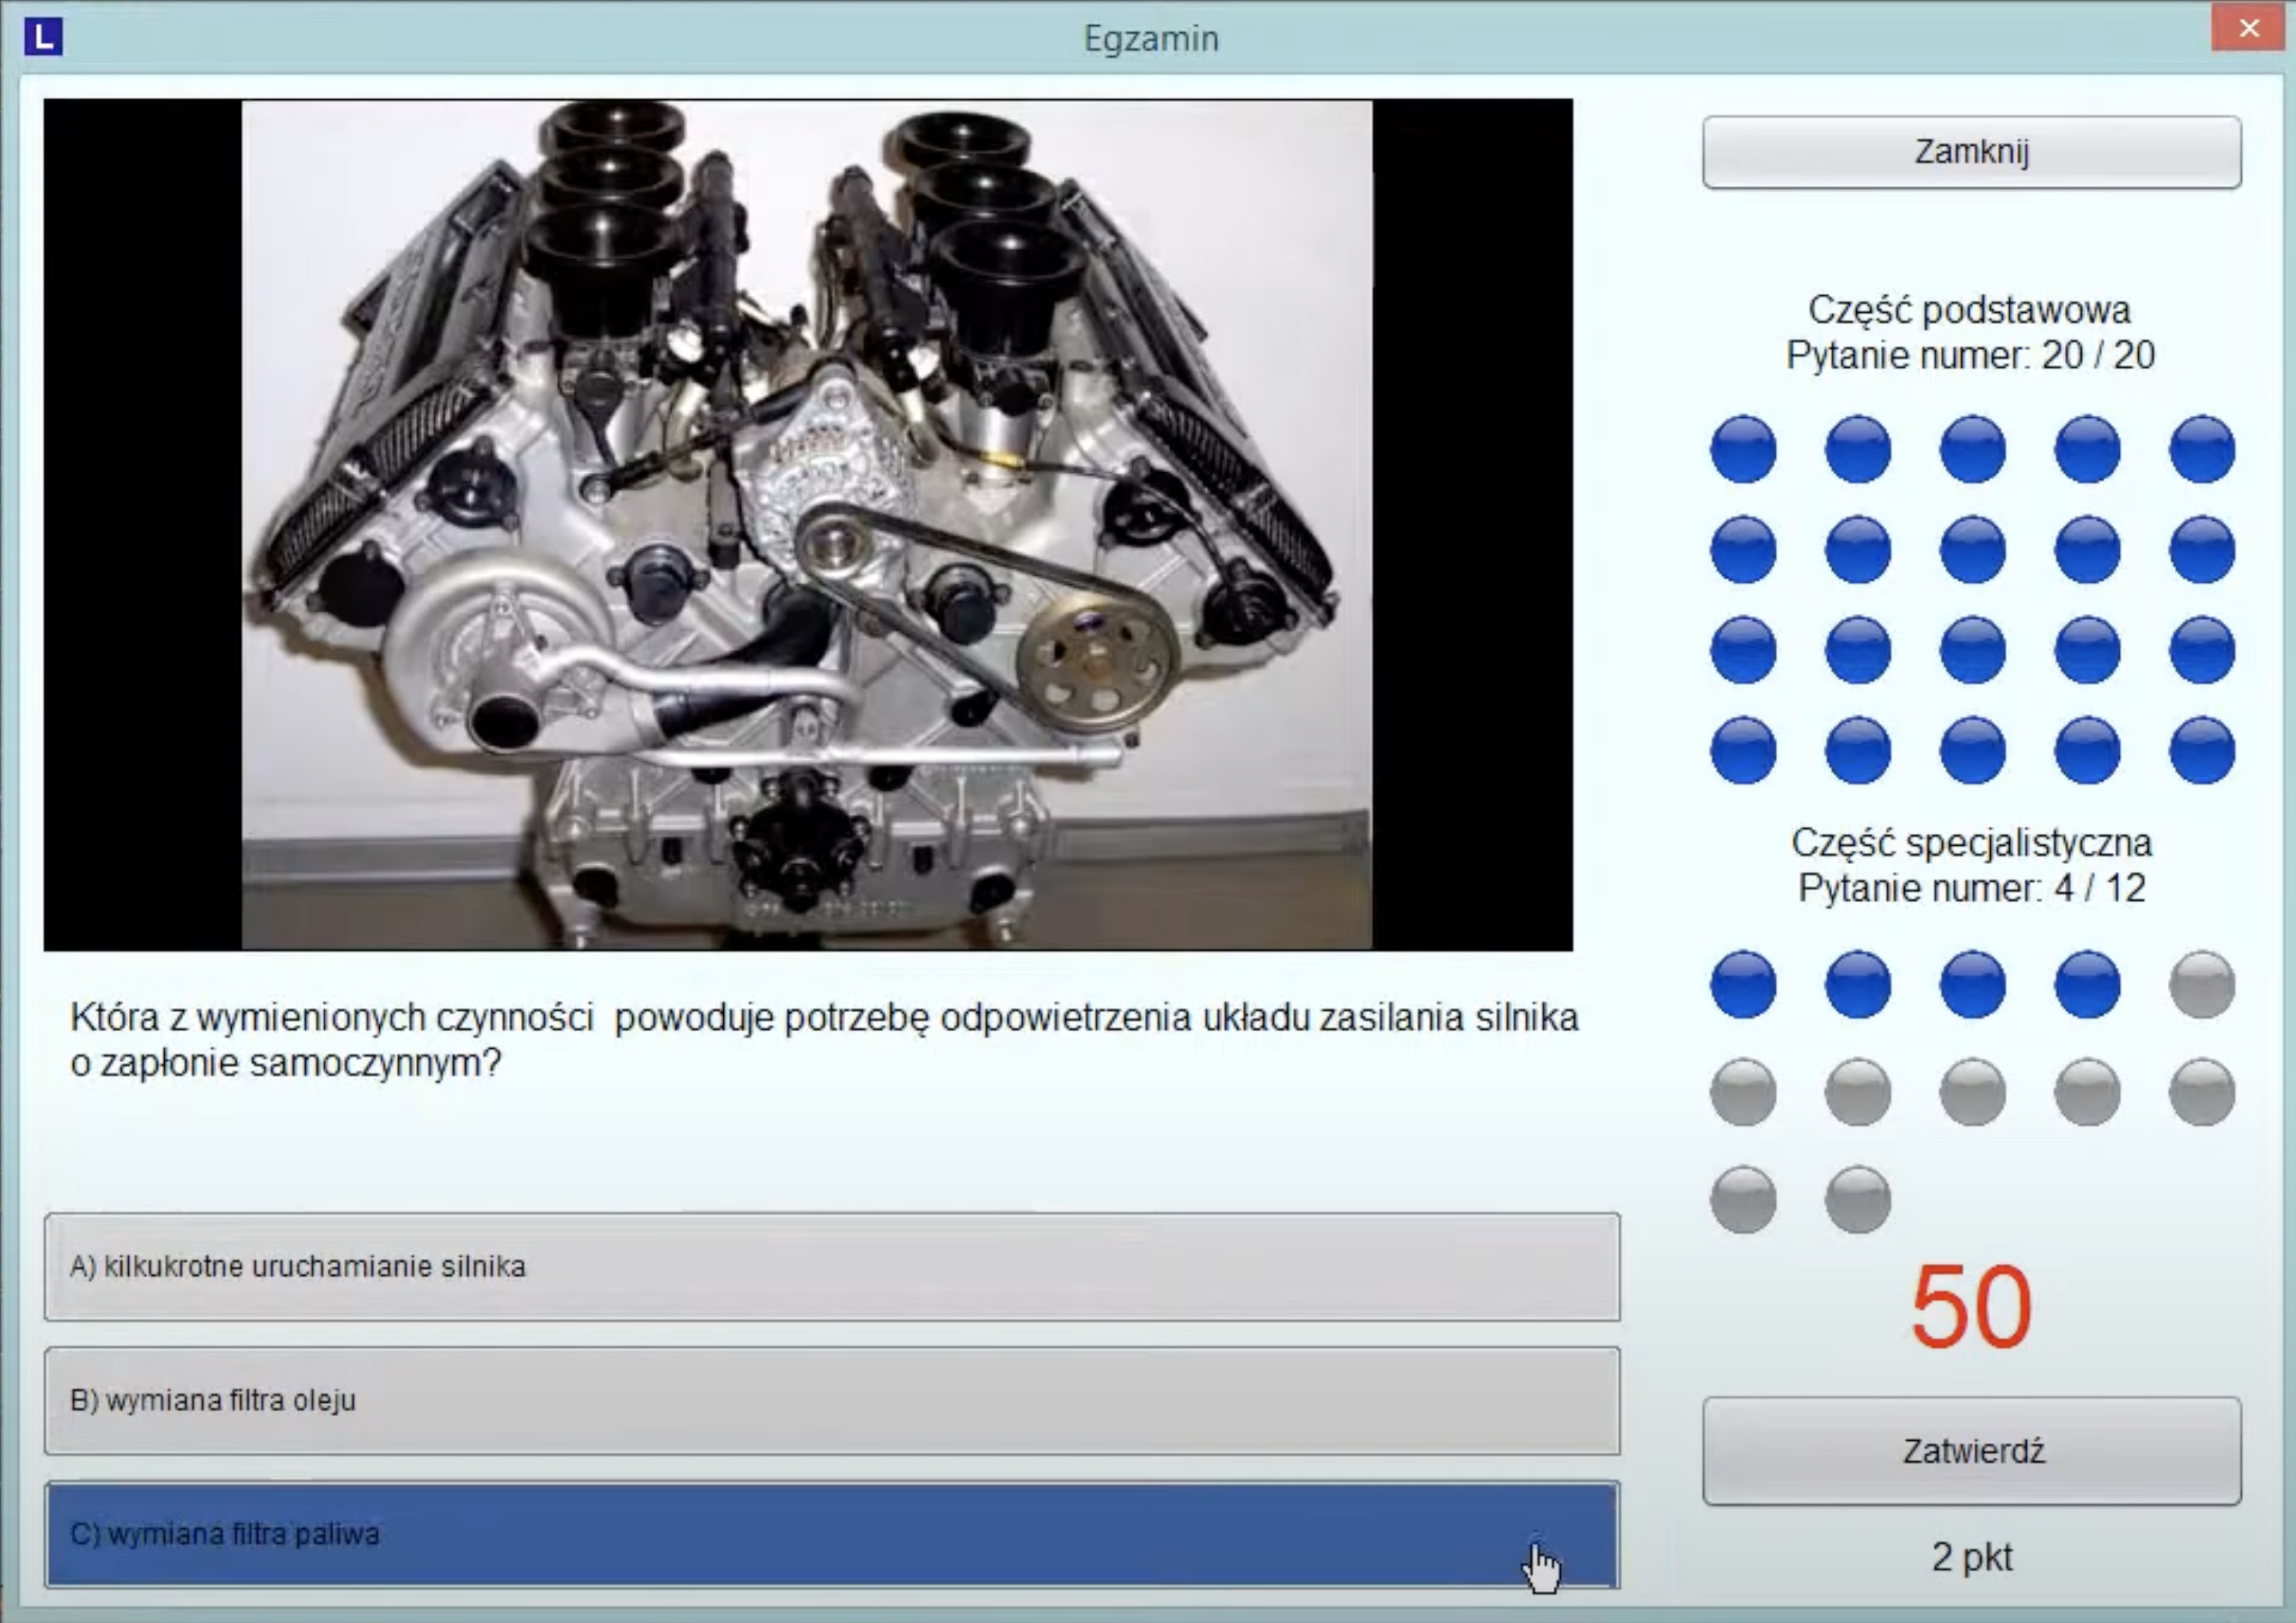 L
Egzamin
Zamknij
Część podstawowa
Pytanie numer: 20 / 20
Część specjalistyczna
Pytanie numer: 4 / 12
Która z wymienionych czynności powoduje potrzebę odpowietrzenia układu zasilania silnika
o zapłonie samoczynnym?
A) kilkukrotne uruchamianie silnika
B) wymiana filtra oleju
C) wymiana filtra paliwa
50
Zatwierdź
2 pkt